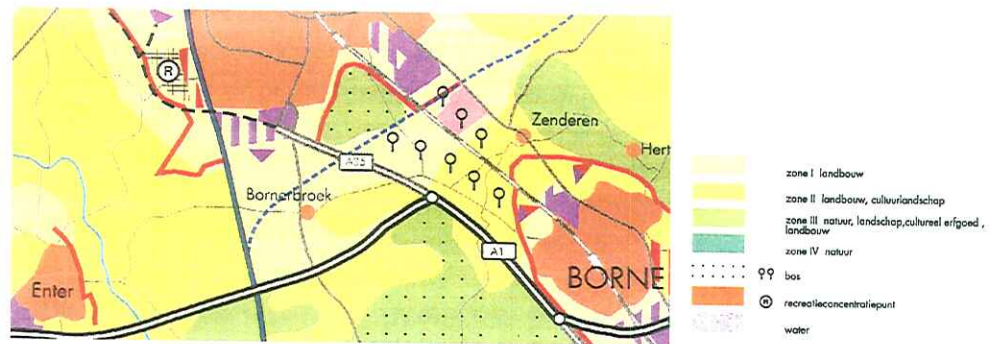 R
Zenderen
Hert
A35
Bornerbroek
A1
BORNE
Enter
zone I landbouw
zone II landbouw, cultuurlandschap
zone III natuur, landschap,cultureel erfgoed ,
landbouw
zone IV natuur
bos
R recreatieconcentratiepunt
water